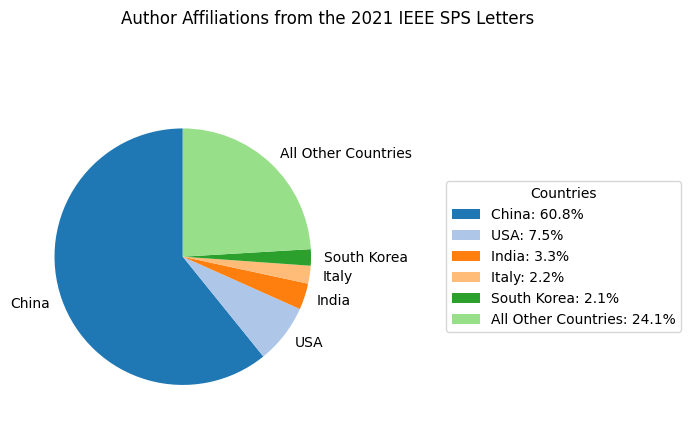 Author Affiliations from the 2021 IEEE SPS Letters
All Other Countries
South Korea
Italy
India
USA
China
Countries
China: 60.8%
USA: 7.5%
India: 3.3%
Italy: 2.2%
South Korea: 2.1%
All Other Countries: 24.1%